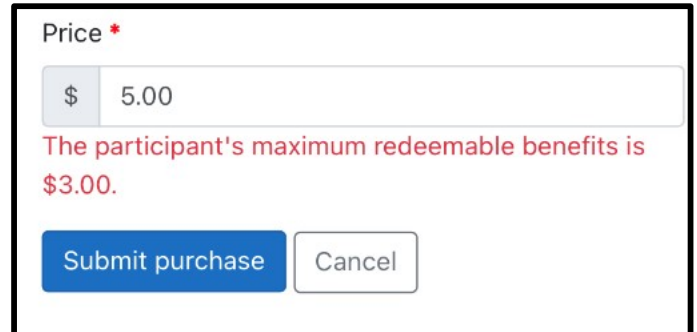 Price *
$ 5.00
The participant's maximum redeemable benefits is
$3.00.
Submit purchase Cancel